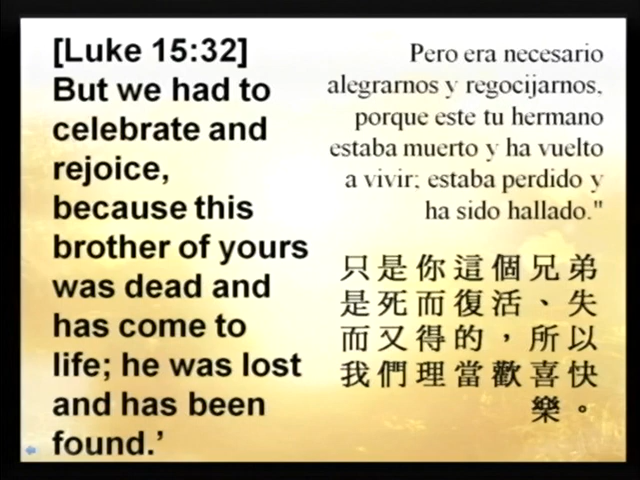 [Luke 15:32]
But we had to
celebrate and
rejoice,
because this
brother of yours
was dead and
has come to
life; he was lost
and has been
found.’
Pero era necesario
alegrarnos y regocijarnos,
porque este tu hermano
estaba muerto y ha vuelto
a vivir; estaba perdido y
ha sido hallado."
只是你這個兄弟
是死而復活、失
而又得的，所以
我們理當歡喜快
樂。